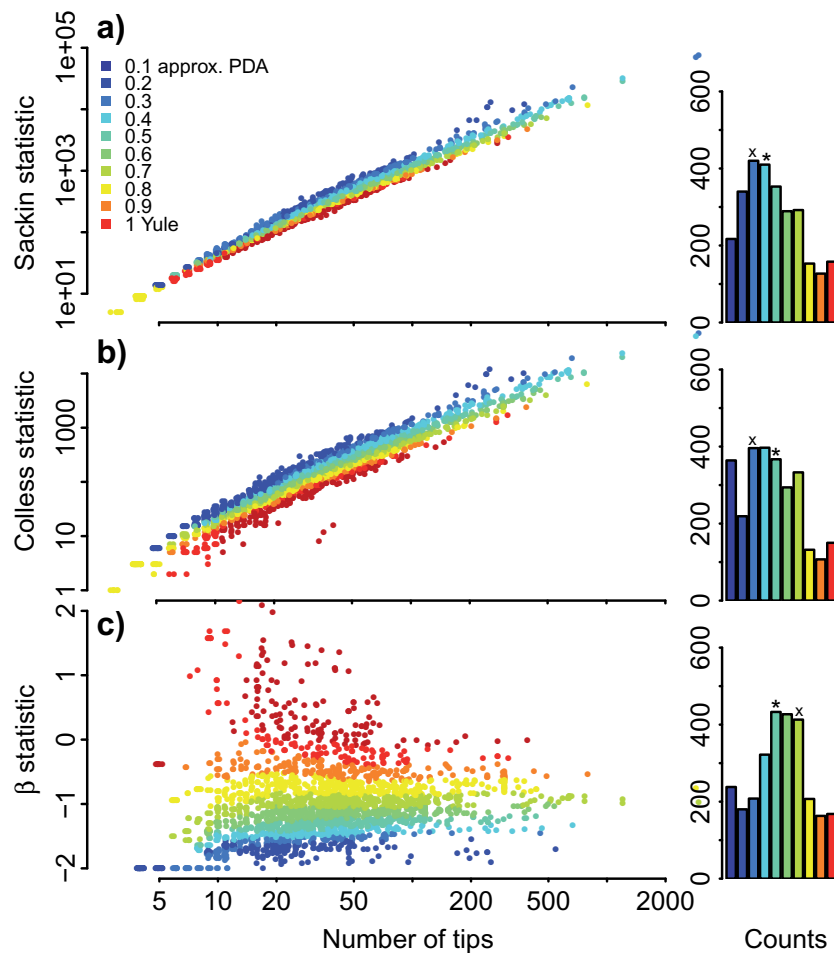 a)
1e+05
1e+03
1e+01
Sackin statistic
0.1 approx. PDA
0.2
0.3
0.4
0.5
0.6
0.7
0.8
0.9
1 Yule
600
400
200
0
x
*
b)
1000
10
1
Colless statistic
600
400
200
0
x
*
c)
2
1
0
−1
−2
β statistic
600
400
200
0
*
x
5 10 20 50 200 500 2000
Number of tips
Counts